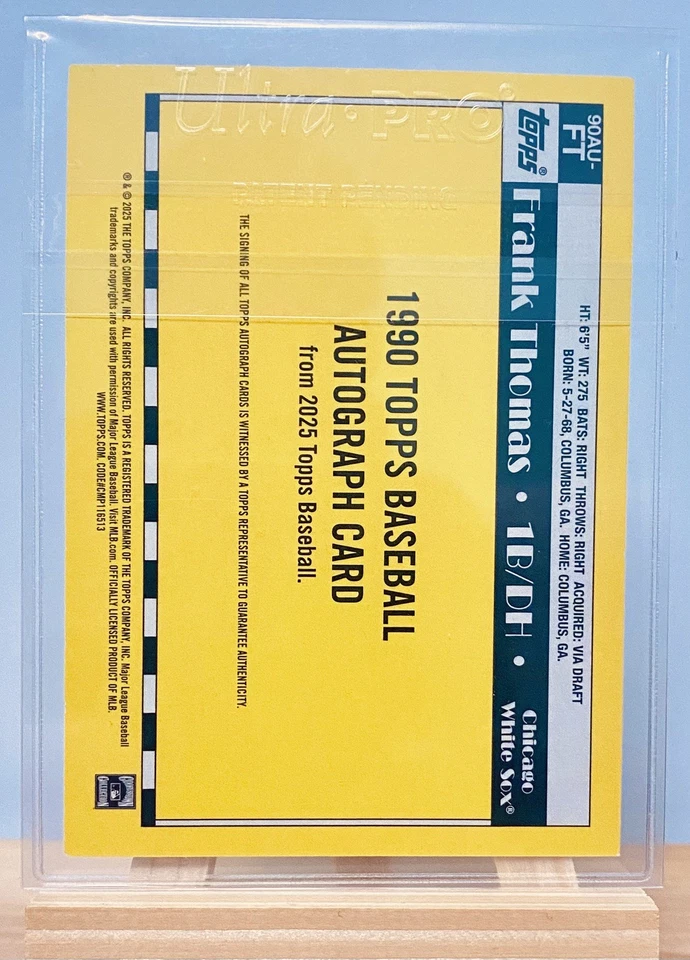 Ultra·PRO®
PATENT PENDING
90AU-
FT
topps®
HT: 6'5" WT: 275 BATS: RIGHT THROWS: RIGHT ACQUIRED: VIA DRAFT
BORN: 5-27-68, COLUMBUS, GA. HOME: COLUMBUS, GA.
Frank Thomas • 1B/DH •
Chicago
White Sox®
1990 TOPPS BASEBALL
AUTOGRAPH CARD
from 2025 Topps Baseball.
THE SIGNING OF ALL TOPPS AUTOGRAPH CARDS IS WITNESSED BY A TOPPS REPRESENTATIVE TO GUARANTEE AUTHENTICITY.
® & © 2025 THE TOPPS COMPANY, INC. ALL RIGHTS RESERVED. TOPPS IS A REGISTERED TRADEMARK OF THE TOPPS COMPANY, INC. Major League Baseball
trademarks and copyrights are used with permission of Major League Baseball. Visit MLB.com. OFFICIALLY LICENSED PRODUCT OF MLB.
WWW.TOPPS.COM. CODE#CMP116513
COOPERSTOWN
COLLECTION